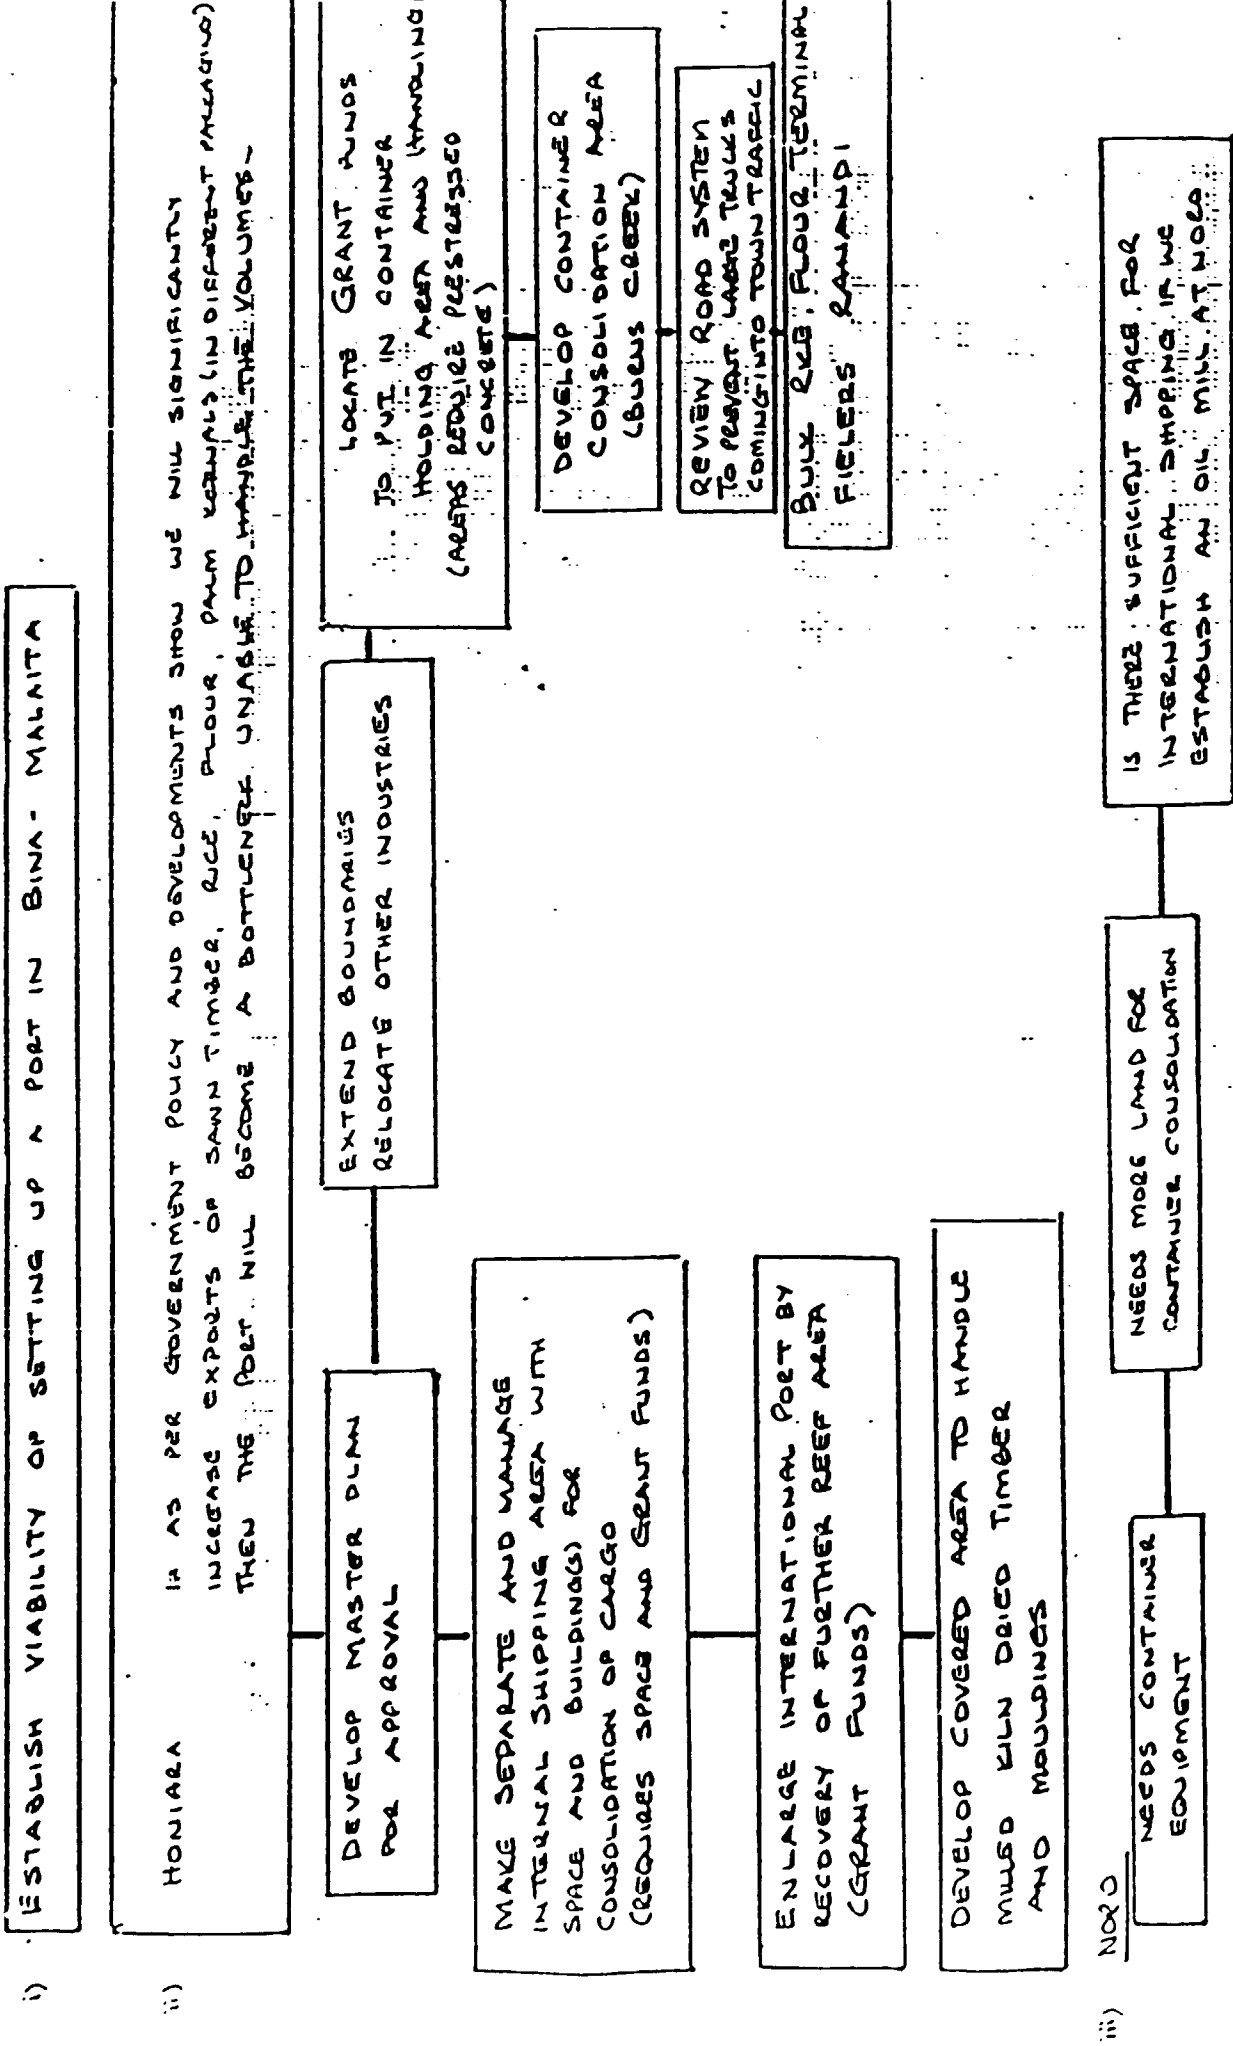 i) ESTABLISH VIABILITY OF SETTING UP A PORT IN BINA - MALAITA
ii) HONIARA IF AS PER GOVERNMENT POLICY AND DEVELOPMENTS SHOW WE WILL SIGNIFICANTLY
INCREASE EXPORTS OF SAWN TIMBER, RICE, FLOUR, PALM KERNALS (IN DIFFERENT PACKAGING)
THEN THE PORT WILL BECOME A BOTTLENECK UNABLE TO HANDLE THE VOLUMES-
DEVELOP MASTER PLAN
FOR APPROVAL
EXTEND BOUNDARIES
RELOCATE OTHER INDUSTRIES
LOCATE GRANT FUNDS
TO PUT IN CONTAINER
HOLDING AREA AND HANDLING
(AREAS REQUIRE PRESTRESSED
CONCRETE)
DEVELOP CONTAINER
CONSOLIDATION AREA
(BURNS CREEK)
REVIEW ROAD SYSTEM
TO PREVENT LARGE TRUCKS
COMING INTO TOWN TRAFFIC
BULK RICE, FLOUR TERMINAL
FIELERS RANANDI
MAKE SEPARATE AND MANAGE
INTERNAL SHIPPING AREA WITH
SPACE AND BUILDING(S) FOR
CONSOLIDATION OF CARGO
(REQUIRES SPACE AND GRANT FUNDS)
ENLARGE INTERNATIONAL PORT BY
RECOVERY OF FURTHER REEF AREA
(GRANT FUNDS)
DEVELOP COVERED AREA TO HANDLE
MILLED KILN DRIED TIMBER
AND MOULDINGS
iii) NORO
NEEDS CONTAINER
EQUIPMENT
NEEDS MORE LAND FOR
CONTAINER CONSOLIDATION
IS THERE SUFFICIENT SPACE FOR
INTERNATIONAL SHIPPING IF WE
ESTABLISH AN OIL MILL AT NORO